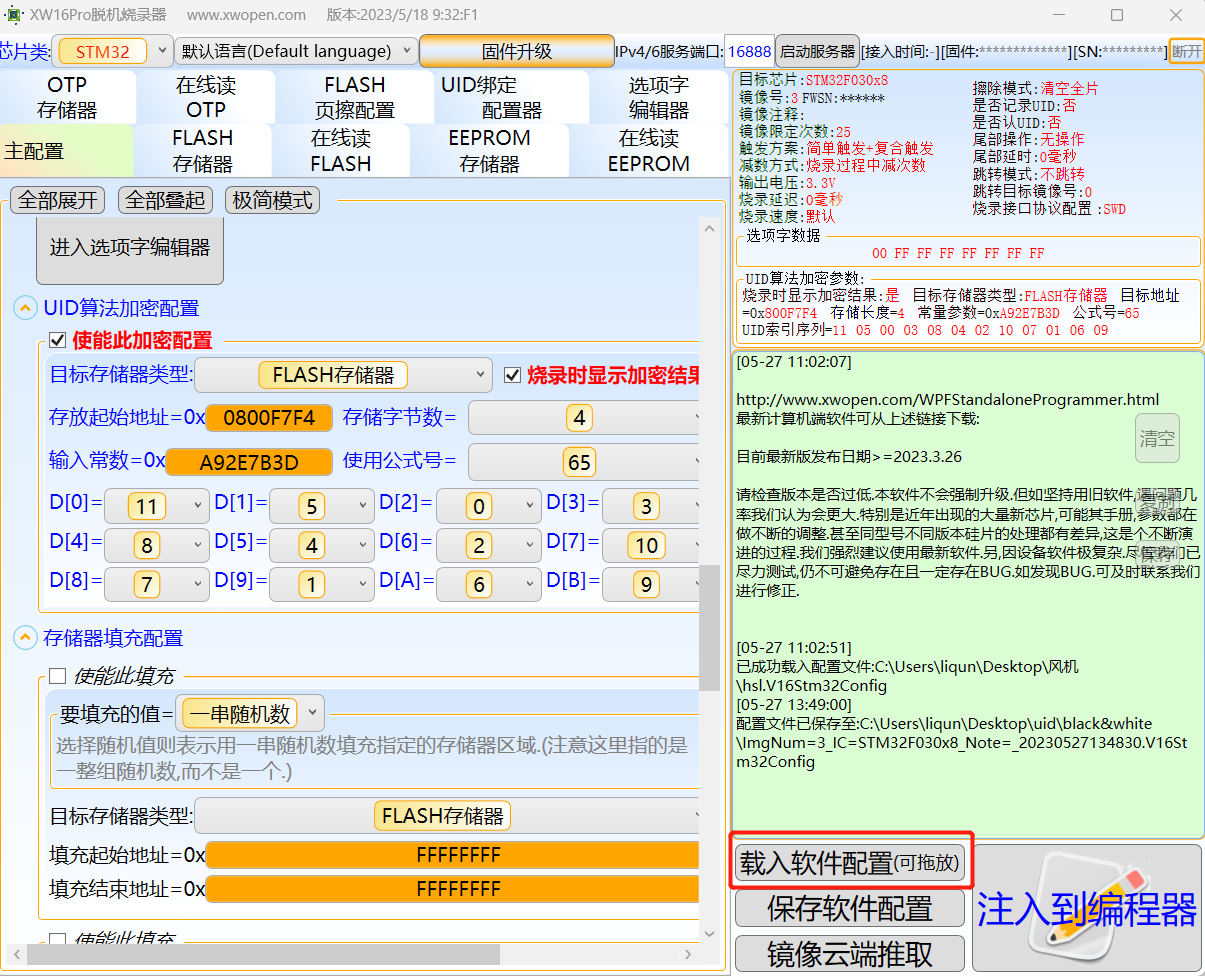 XW16Pro脱机烧录器 www.xwopen.com 版本:2023/5/18 9:32:F1
芯片类: STM32 默认语言(Default language) 固件升级 IPv4/6服务端口: 16888 启动服务器 [接入时间:-][固件:*************][SN:*********] 断开
OTP
存储器
在线读
OTP
FLASH
页擦配置
UID绑定
配置器
选项字
编辑器
主配置
FLASH
存储器
在线读
FLASH
EEPROM
存储器
在线读
EEPROM
全部展开 全部叠起 极简模式
进入选项字编辑器
UID算法加密配置
使能此加密配置
目标存储器类型: FLASH存储器 烧录时显示加密结果
存放起始地址=0x 0800F7F4 存储字节数= 4
输入常数=0x A92E7B3D 使用公式号= 65
D[0]= 11 D[1]= 5 D[2]= 0 D[3]= 3
D[4]= 8 D[5]= 4 D[6]= 2 D[7]= 10
D[8]= 7 D[9]= 1 D[A]= 6 D[B]= 9
存储器填充配置
使能此填充
要填充的值= 一串随机数
选择随机值则表示用一串随机数填充指定的存储器区域.(注意这里指的是
一整组随机数,而不是一个.)
目标存储器类型: FLASH存储器
填充起始地址=0x FFFFFFFF
填充结束地址=0x FFFFFFFF
使能此填充
目标芯片:STM32F030x8
镜像号:3 FWSN:******
镜像注释:
镜像限定次数:25
触发方案:简单触发+复合触发
减数方式:烧录过程中减次数
输出电压:3.3V
烧录延迟:0毫秒
烧录速度:默认
擦除模式:清空全片
是否记录UID:否
是否认UID:否
尾部操作:无操作
尾部延时:0毫秒
跳转模式:不跳转
跳转目标镜像号:0
烧录接口协议配置:SWD
选项字数据
00 FF FF FF FF FF FF FF
UID算法加密参数:
烧录时显示加密结果:是 目标存储器类型:FLASH存储器 目标地址
=0x0800F7F4 存储长度=4 常量参数=0xA92E7B3D 公式号=65
UID索引序列=11 05 00 03 08 04 02 10 07 01 06 09
[05-27 11:02:07]
http://www.xwopen.com/WPFStandaloneProgrammer.html
最新计算机端软件可从上述链接下载:
清空
目前最新版发布日期>=2023.3.26
请检查版本是否过低.本软件不会强制升级.但如坚持用旧软件,遇问题几
复制
率我们认为会更大.特别是近年出现的大量新芯片,可能其手册,参数都在
做不断的调整.甚至同型号不同版本硅片的处理都有差异,这是个不断演
进的过程.我们强烈建议使用最新软件.另,因设备软件极复杂.尽管我们已
保存
尽力测试,仍不可避免存在且一定存在BUG.如发现BUG.可及时联系我们
进行修正.
[05-27 11:02:51]
已成功载入配置文件:C:\Users\liqun\Desktop\风机
\hsl.V16Stm32Config
[05-27 13:49:00]
配置文件已保存至:C:\Users\liqun\Desktop\uid\black&white
\ImgNum=3_IC=STM32F030x8_Note=_20230527134830.V16St
m32Config
载入软件配置(可拖放)
保存软件配置
镜像云端推取
注入到编程器